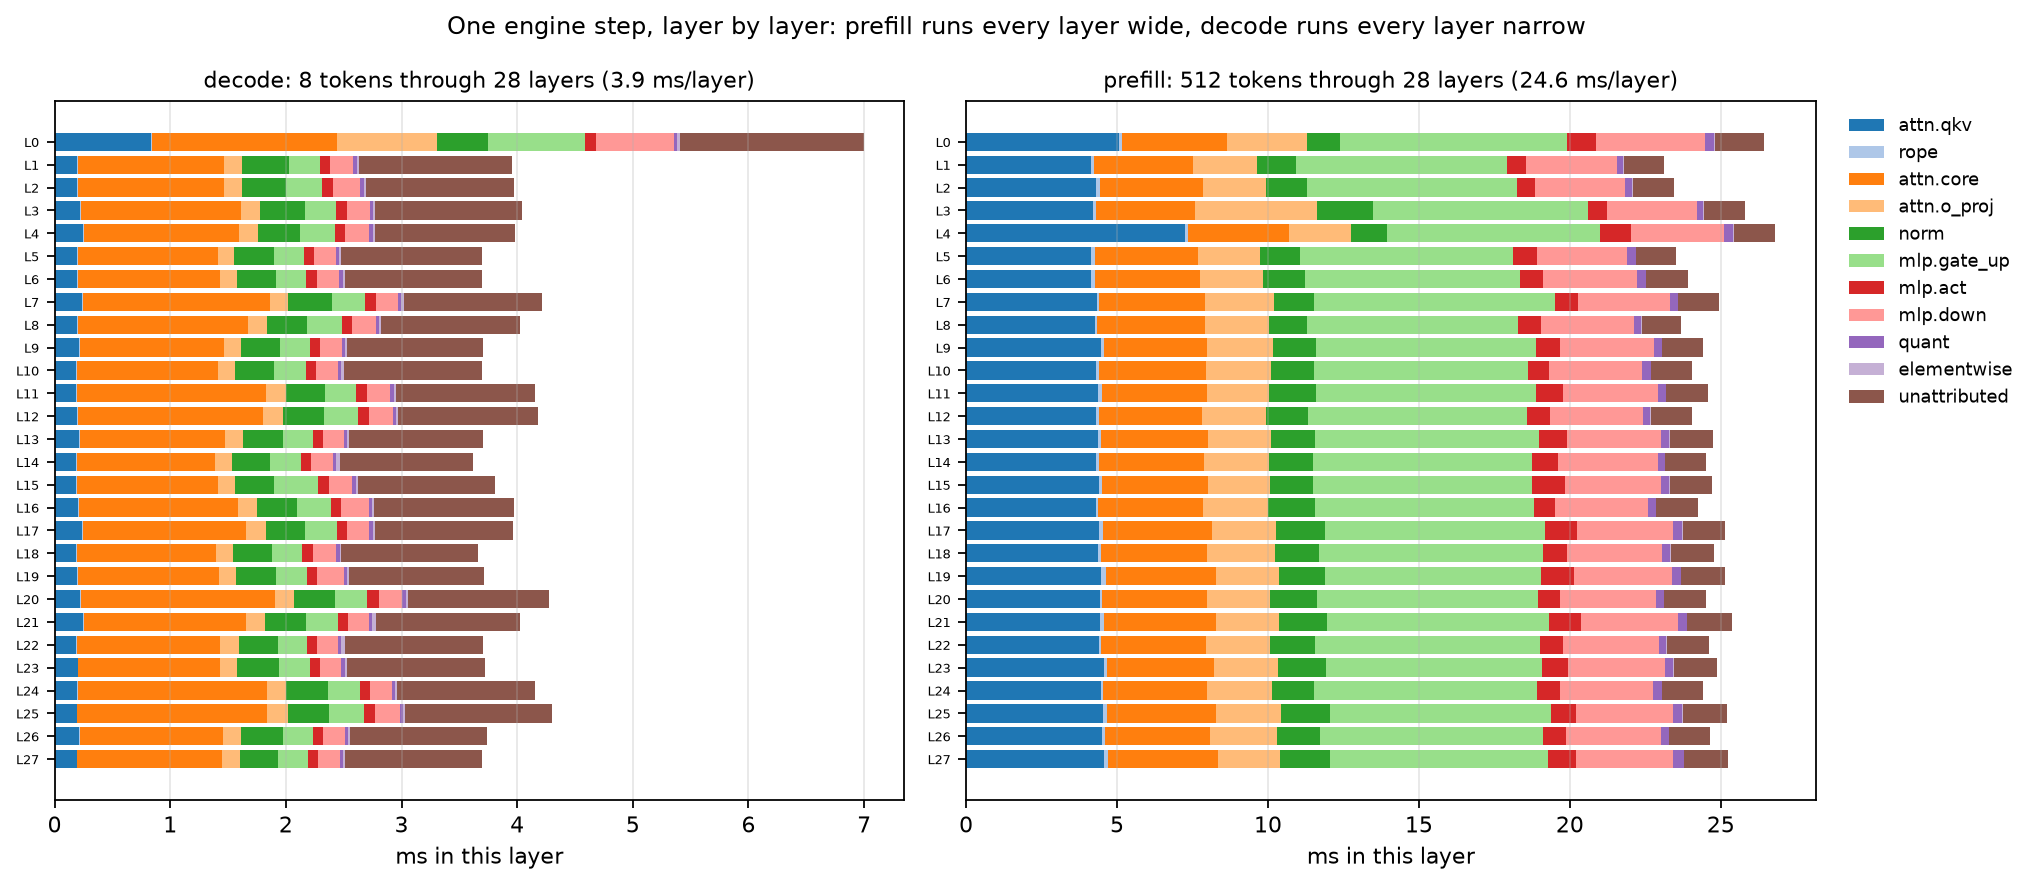 One engine step, layer by layer: prefill runs every layer wide, decode runs every layer narrow
decode: 8 tokens through 28 layers (3.9 ms/layer)
L0
L1
L2
L3
L4
L5
L6
L7
L8
L9
L10
L11
L12
L13
L14
L15
L16
L17
L18
L19
L20
L21
L22
L23
L24
L25
L26
L27
0 1 2 3 4 5 6 7
ms in this layer
prefill: 512 tokens through 28 layers (24.6 ms/layer)
L0
L1
L2
L3
L4
L5
L6
L7
L8
L9
L10
L11
L12
L13
L14
L15
L16
L17
L18
L19
L20
L21
L22
L23
L24
L25
L26
L27
0 5 10 15 20 25
ms in this layer
attn.qkv
rope
attn.core
attn.o_proj
norm
mlp.gate_up
mlp.act
mlp.down
quant
elementwise
unattributed